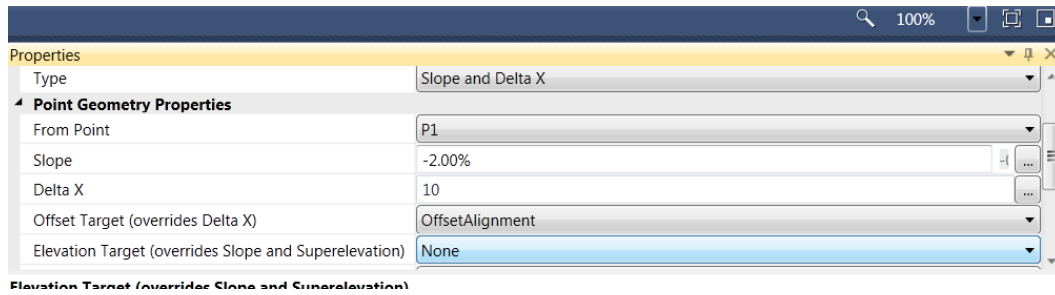 100%
Properties
Type Slope and Delta X
Point Geometry Properties
From Point P1
Slope -2.00% -( ...
Delta X 10 ...
Offset Target (overrides Delta X) OffsetAlignment
Elevation Target (overrides Slope and Superelevation) None
Elevation Target (overrides Slope and Superelevation)